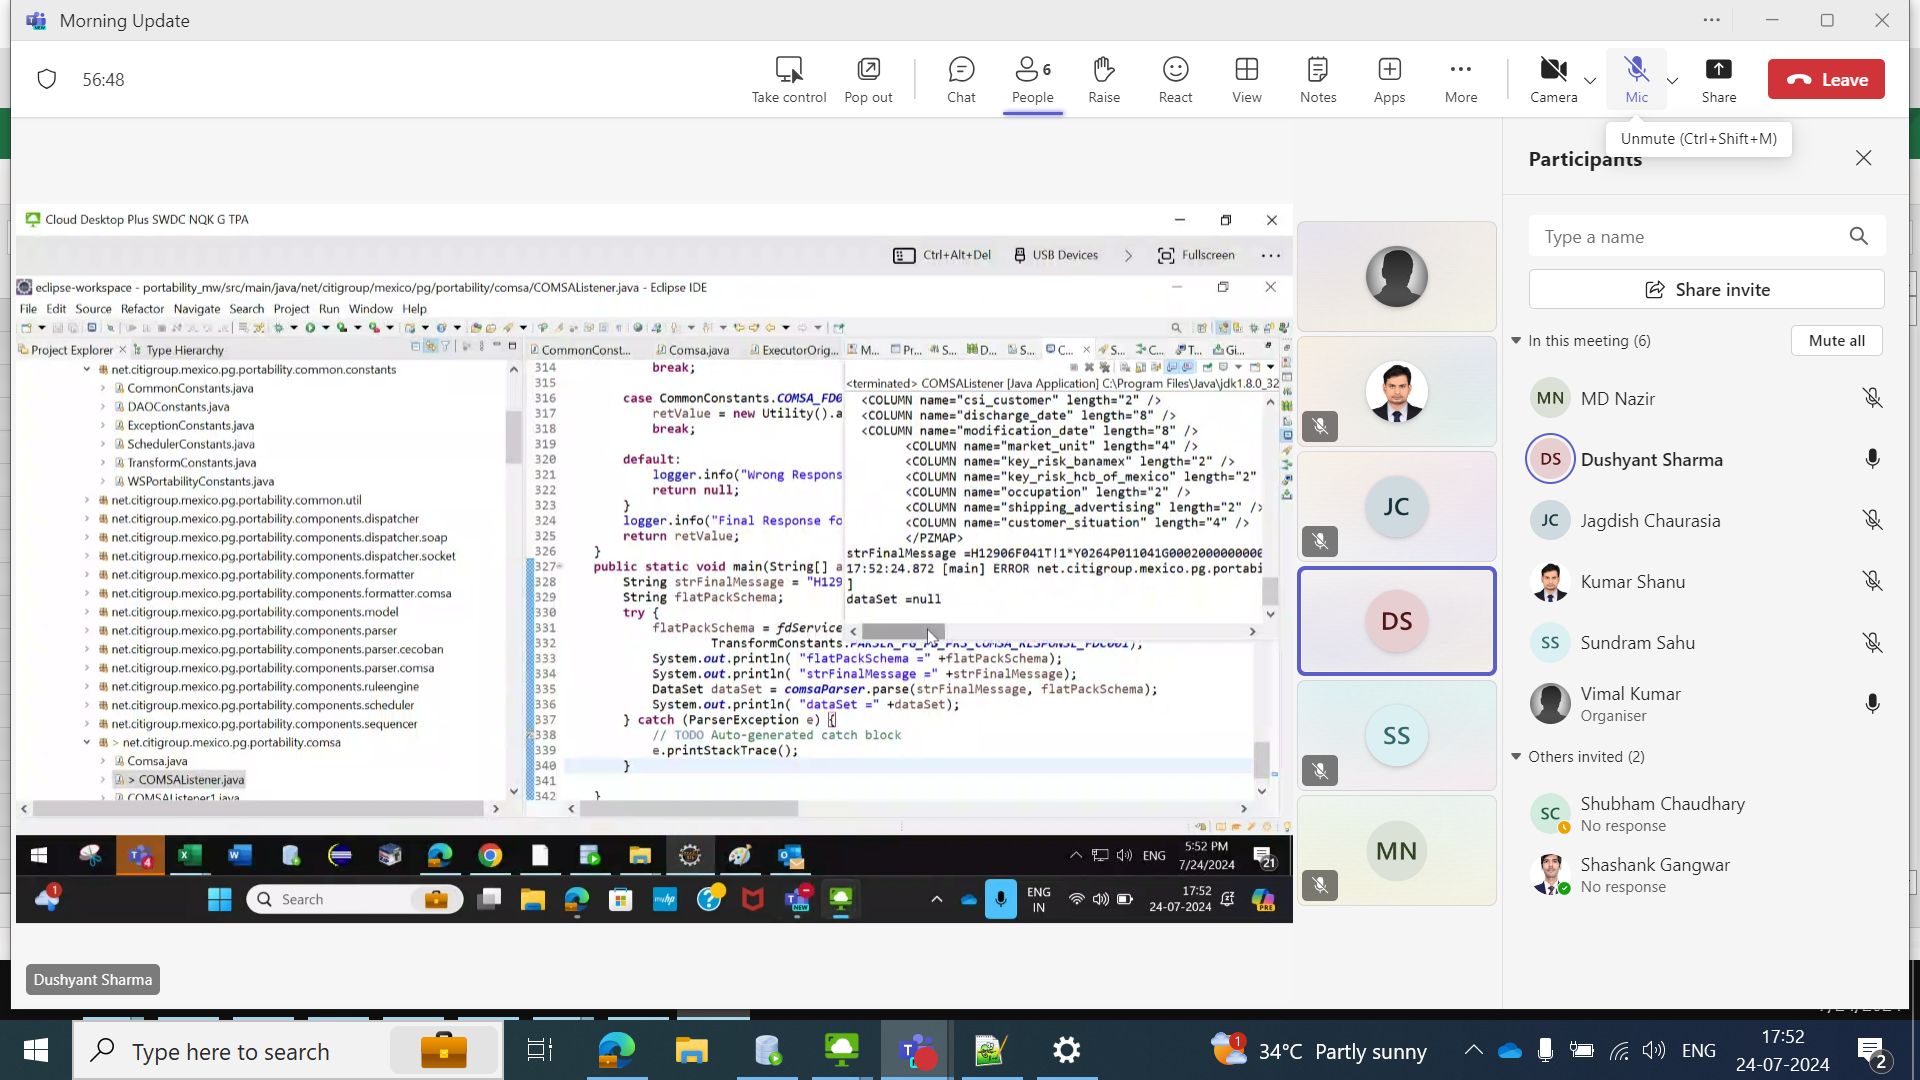 Morning Update
56:48
Take control
Pop out
Chat
6
People
Raise
React
View
Notes
Apps
More
Camera
Mic
Share
Leave
Unmute (Ctrl+Shift+M)
Cloud Desktop Plus SWDC NQK G TPA
Ctrl+Alt+Del
USB Devices
Fullscreen
eclipse-workspace - portability_mw/src/main/java/net/citigroup/mexico/pg/portability/comsa/COMSAListener.java - Eclipse IDE
File Edit Source Refactor Navigate Search Project Run Window Help
Project Explorer
Type Hierarchy
net.citigroup.mexico.pg.portability.common.constants
CommonConstants.java
DAOConstants.java
ExceptionConstants.java
SchedulerConstants.java
TransformConstants.java
WSPortabilityConstants.java
net.citigroup.mexico.pg.portability.common.util
net.citigroup.mexico.pg.portability.components.dispatcher
net.citigroup.mexico.pg.portability.components.dispatcher.soap
net.citigroup.mexico.pg.portability.components.dispatcher.socket
net.citigroup.mexico.pg.portability.components.formatter
net.citigroup.mexico.pg.portability.components.formatter.comsa
net.citigroup.mexico.pg.portability.components.model
net.citigroup.mexico.pg.portability.components.parser
net.citigroup.mexico.pg.portability.components.parser.cecoban
net.citigroup.mexico.pg.portability.components.parser.comsa
net.citigroup.mexico.pg.portability.components.ruleengine
net.citigroup.mexico.pg.portability.components.scheduler
net.citigroup.mexico.pg.portability.components.sequencer
> net.citigroup.mexico.pg.portability.comsa
Comsa.java
> COMSAListener.java
COMSAListener1.java
CommonConst...
Comsa.java
ExecutorOrig...
M...
Pr...
S...
D...
S...
C...
S...
C...
T...
Gi...
314 break;
315
316 case CommonConstants.COMSA_FD0
317 retValue = new Utility().a
318 break;
319
320 default:
321 logger.info("Wrong Respons
322 return null;
323 }
324 logger.info("Final Response fo
325 return retValue;
326 }
327 public static void main(String[] a
328 String strFinalMessage = "H129
329 String flatPackSchema;
330 try {
331 flatPackSchema = fdService
332 TransformConstants.PARSER_PG_PB_PRS_COMSA_RESPONSE_FDC001);
333 System.out.println( "flatPackSchema =" +flatPackSchema);
334 System.out.println( "strFinalMessage =" +strFinalMessage);
335 DataSet dataSet = comsaParser.parse(strFinalMessage, flatPackSchema);
336 System.out.println( "dataSet =" +dataSet);
337 } catch (ParserException e) {
338 // TODO Auto-generated catch block
339 e.printStackTrace();
340 }
341
342 }
<terminated> COMSAListener [Java Application] C:\Program Files\Java\jdk1.8.0_32
<COLUMN name="csi_customer" length="2" />
<COLUMN name="discharge_date" length="8" />
<COLUMN name="modification_date" length="8" />
<COLUMN name="market_unit" length="4" />
<COLUMN name="key_risk_banamex" length="2" />
<COLUMN name="key_risk_hcb_of_mexico" length="2"
<COLUMN name="occupation" length="2" />
<COLUMN name="shipping_advertising" length="2" />
<COLUMN name="customer_situation" length="4" />
</PZMAP>
strFinalMessage =H12906F041T!1*Y0264P011041G0002000000000
17:52:24.872 [main] ERROR net.citigroup.mexico.pg.portabi
]
dataSet =null
4
ENG
5:52 PM
7/24/2024
21
1
Search
NEW
ENG
IN
17:52
24-07-2024
PRE
Dushyant Sharma
JC
DS
SS
MN
Participants
Type a name
Share invite
In this meeting (6)
Mute all
MN
MD Nazir
DS
Dushyant Sharma
JC
Jagdish Chaurasia
Kumar Shanu
SS
Sundram Sahu
Vimal Kumar
Organiser
Others invited (2)
SC
Shubham Chaudhary
No response
Shashank Gangwar
No response
Type here to search
1
34°C Partly sunny
ENG
17:52
24-07-2024
2